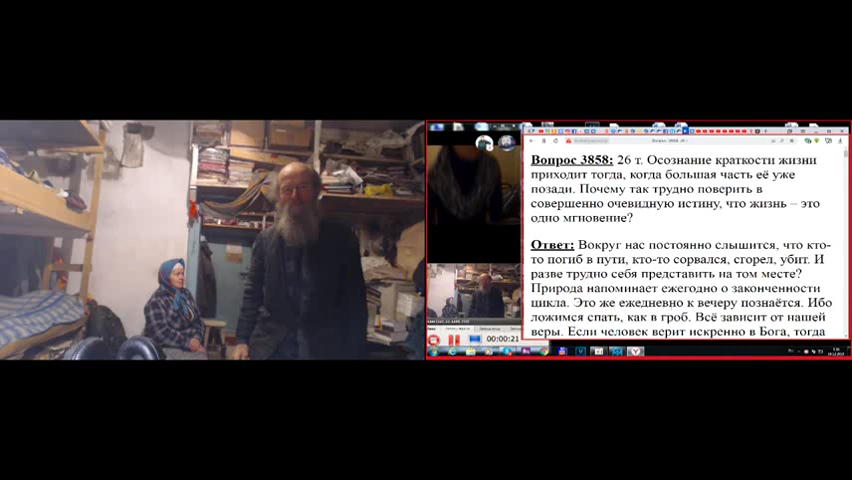 Вопрос 3858: 26 т. Осознание краткости жизни
приходит тогда, когда большая часть её уже
позади. Почему так трудно поверить в
совершенно очевидную истину, что жизнь – это
одно мгновение?
Ответ: Вокруг нас постоянно слышится, что кто-
то погиб в пути, кто-то сорвался, сгорел, убит. И
разве трудно себя представить на том месте?
Природа напоминает ежегодно о законченности
цикла. Это же ежедневно к вечеру познаётся. Ибо
ложимся спать, как в гроб. Всё зависит от нашей
веры. Если человек верит искренно в Бога, тогда
00:00:21